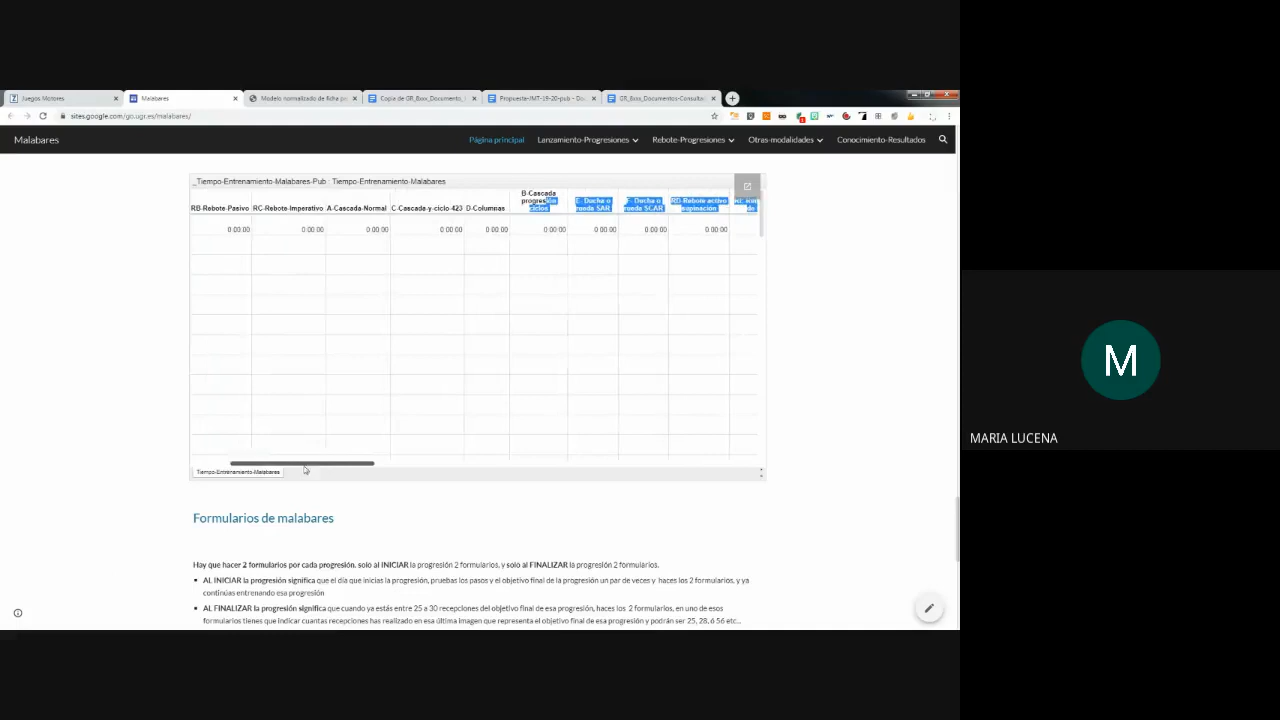 Juegos Motores
Malabares
Modelo normalizado de ficha pa
Copia de GR_Bxxx_Documento_
Propuesta-IMT-19-20-pub - Do
GR_Bxxx_Documentos-Consulta
sites.google.com/go.ugr.es/malabares/
Malabares
Página principal
Lanzamiento-Progresiones
Rebote-Progresiones
Otras-modalidades
Conocimiento-Resultados
_Tiempo-Entrenamiento-Malabares-Pub : Tiempo-Entrenamiento-Malabares
RB-Rebote-Pasivo
RC-Rebote-Imperativo
A-Cascada-Normal
C-Cascada-y-ciclo-423
D-Columnas
B-Cascada
progresión
ciclos
E- Ducha o
rueda SAR
F- Ducha o
rueda SCAR
RD-Rebote activo
supinación
0:00:00 0:00:00 0:00:00 0:00:00 0:00:00 0:00:00 0:00:00 0:00:00 0:00:00
Tiempo-Entrenamiento-Malabares
Formularios de malabares
Hay que hacer 2 formularios por cada progresión. solo al INICIAR la progresión 2 formularios, y solo al FINALIZAR la progresión 2 formularios.
AL INICIAR la progresión significa que el día que inicias la progresión, pruebas los pasos y el objetivo final de la progresión un par de veces y haces los 2 formularios, y ya
continúas entrenando esa progresión
AL FINALIZAR la progresión significa que cuando ya estás entre 25 a 30 recepciones del objetivo final de esa progresión, haces los 2 formularios, en uno de esos
formularios tienes que indicar cuantas recepciones has realizado en esa última imagen que representa el objetivo final de esa progresión y podrán ser 25, 28, ó 56 etc...
M
MARIA LUCENA